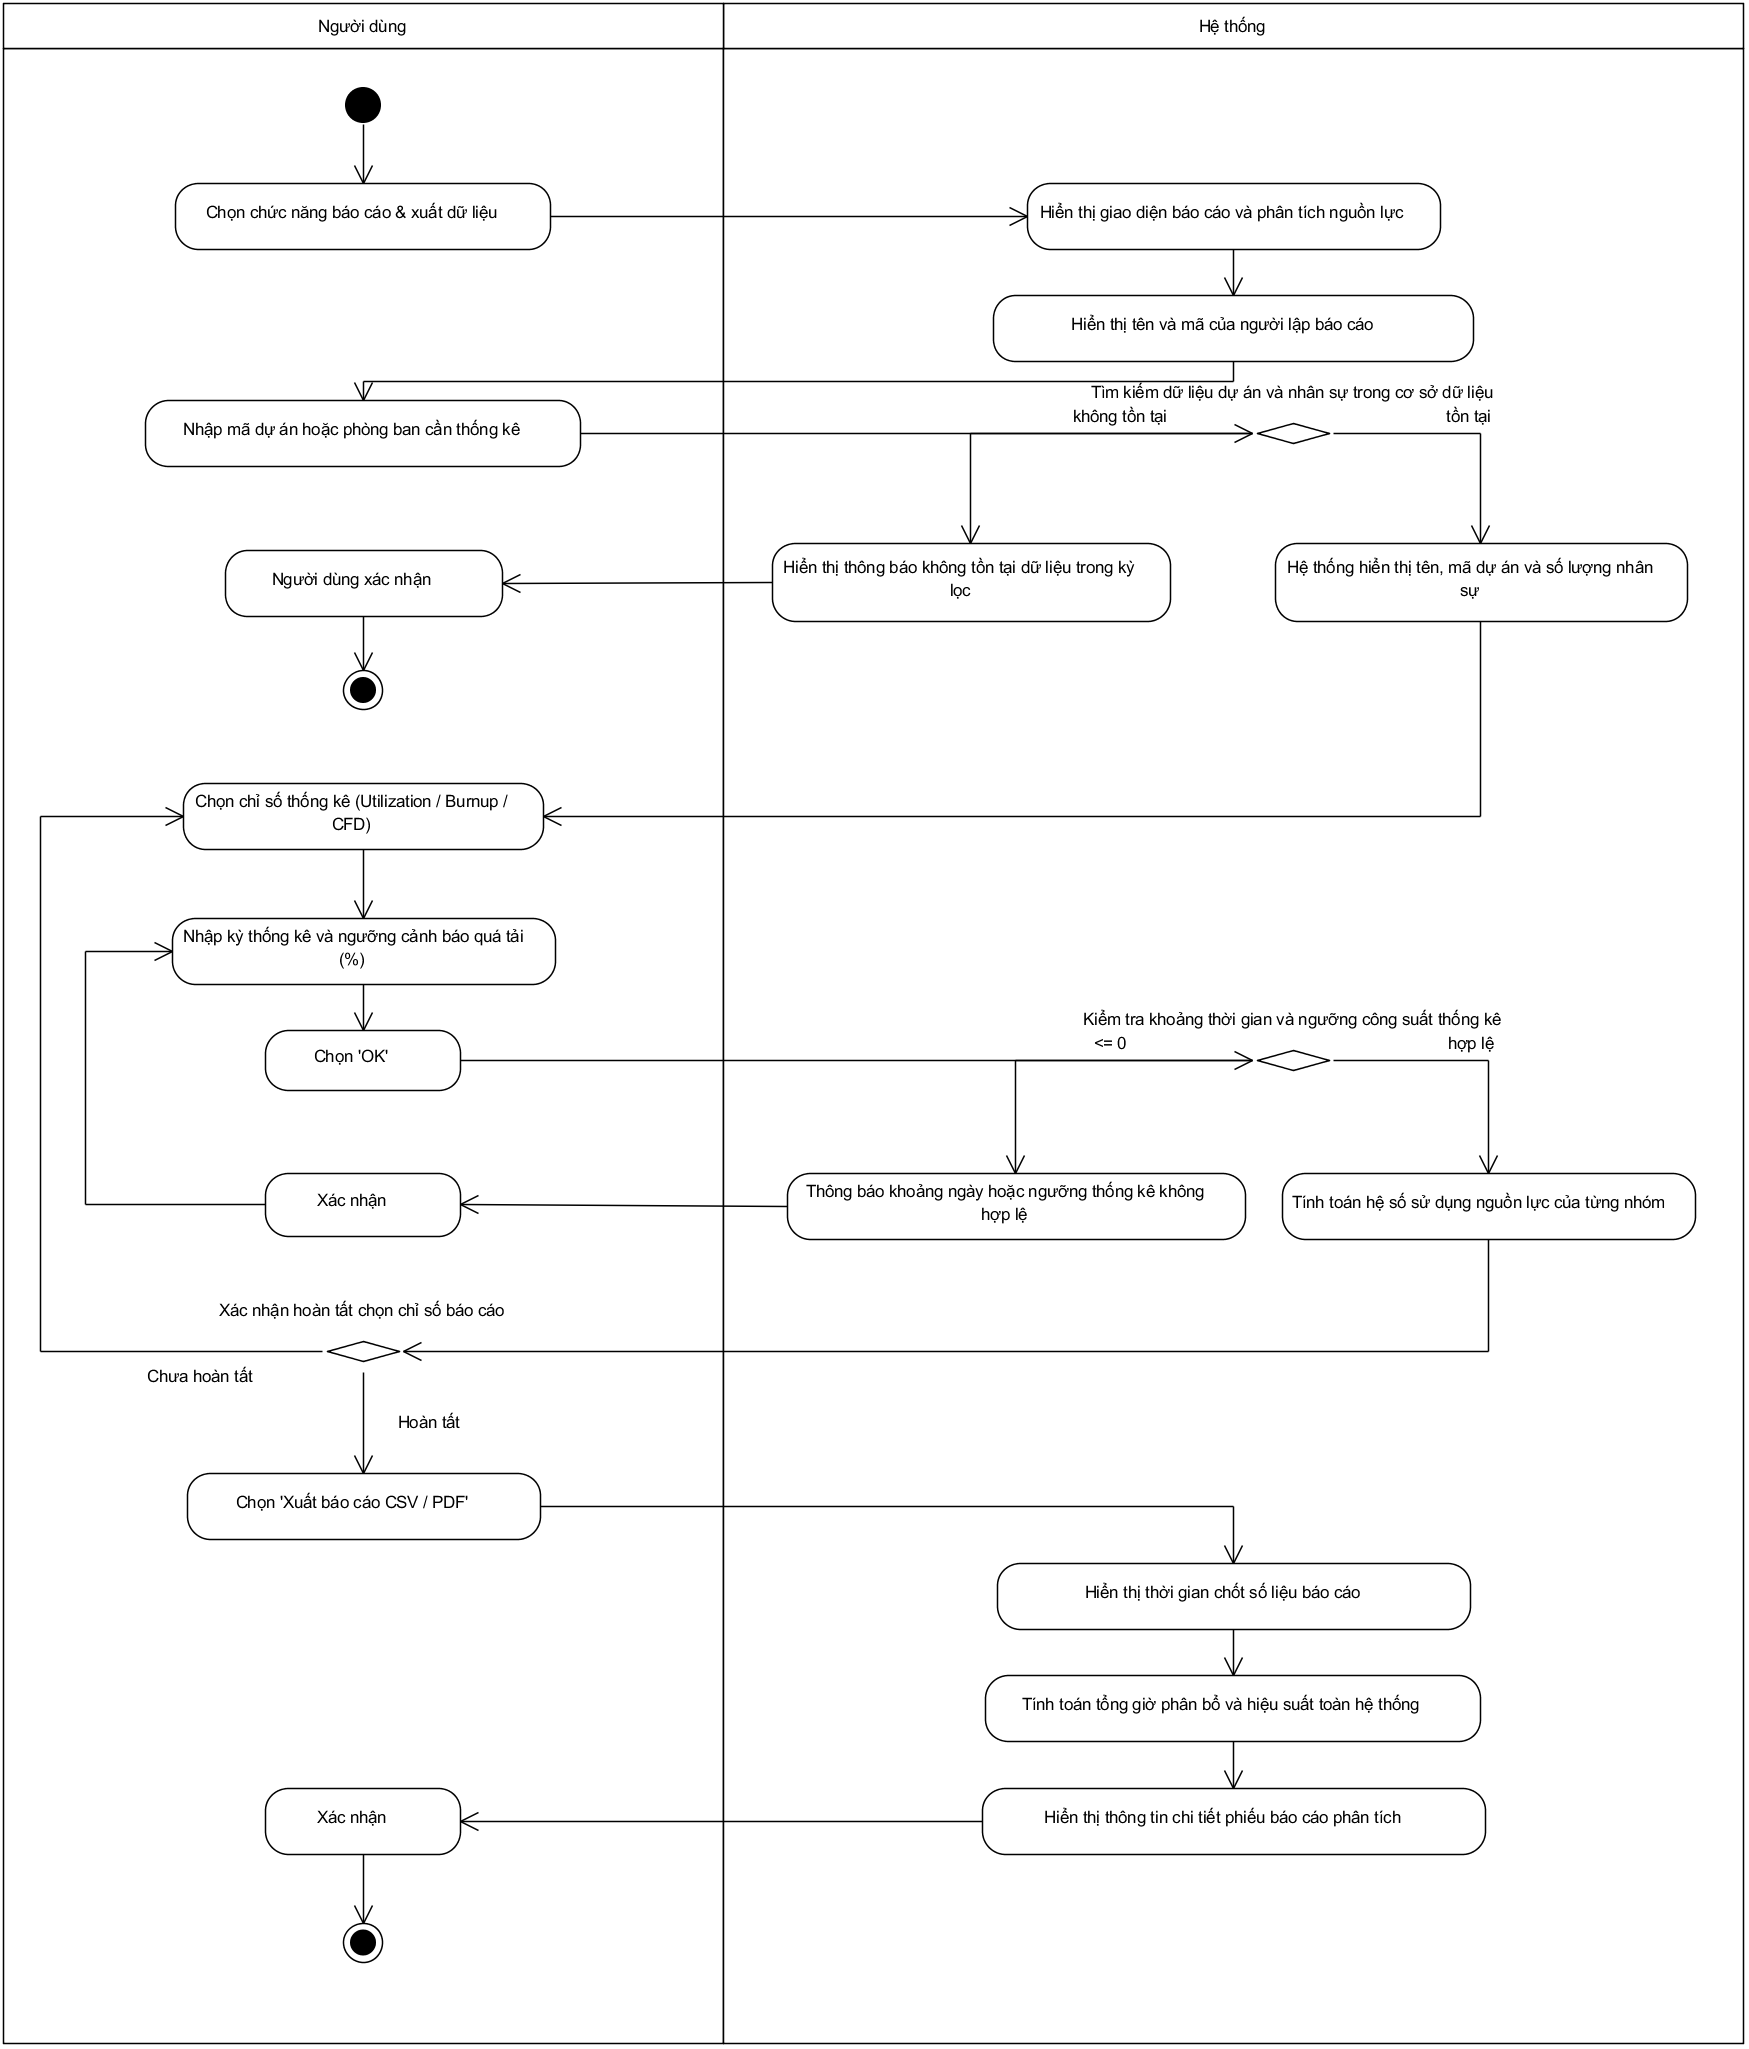 Người dùng
Hệ thống
Chọn chức năng báo cáo & xuất dữ liệu
Hiển thị giao diện báo cáo và phân tích nguồn lực
Hiển thị tên và mã của người lập báo cáo
Tìm kiếm dữ liệu dự án và nhân sự trong cơ sở dữ liệu
không tồn tại
tồn tại
Nhập mã dự án hoặc phòng ban cần thống kê
Người dùng xác nhận
Hiển thị thông báo không tồn tại dữ liệu trong kỳ
lọc
Hệ thống hiển thị tên, mã dự án và số lượng nhân
sự
Chọn chỉ số thống kê (Utilization / Burnup /
CFD)
Nhập kỳ thống kê và ngưỡng cảnh báo quá tải
(%)
Kiểm tra khoảng thời gian và ngưỡng công suất thống kê
<= 0
hợp lệ
Chọn 'OK'
Xác nhận
Thông báo khoảng ngày hoặc ngưỡng thống kê không
hợp lệ
Tính toán hệ số sử dụng nguồn lực của từng nhóm
Xác nhận hoàn tất chọn chỉ số báo cáo
Chưa hoàn tất
Hoàn tất
Chọn 'Xuất báo cáo CSV / PDF'
Hiển thị thời gian chốt số liệu báo cáo
Tính toán tổng giờ phân bổ và hiệu suất toàn hệ thống
Xác nhận
Hiển thị thông tin chi tiết phiếu báo cáo phân tích